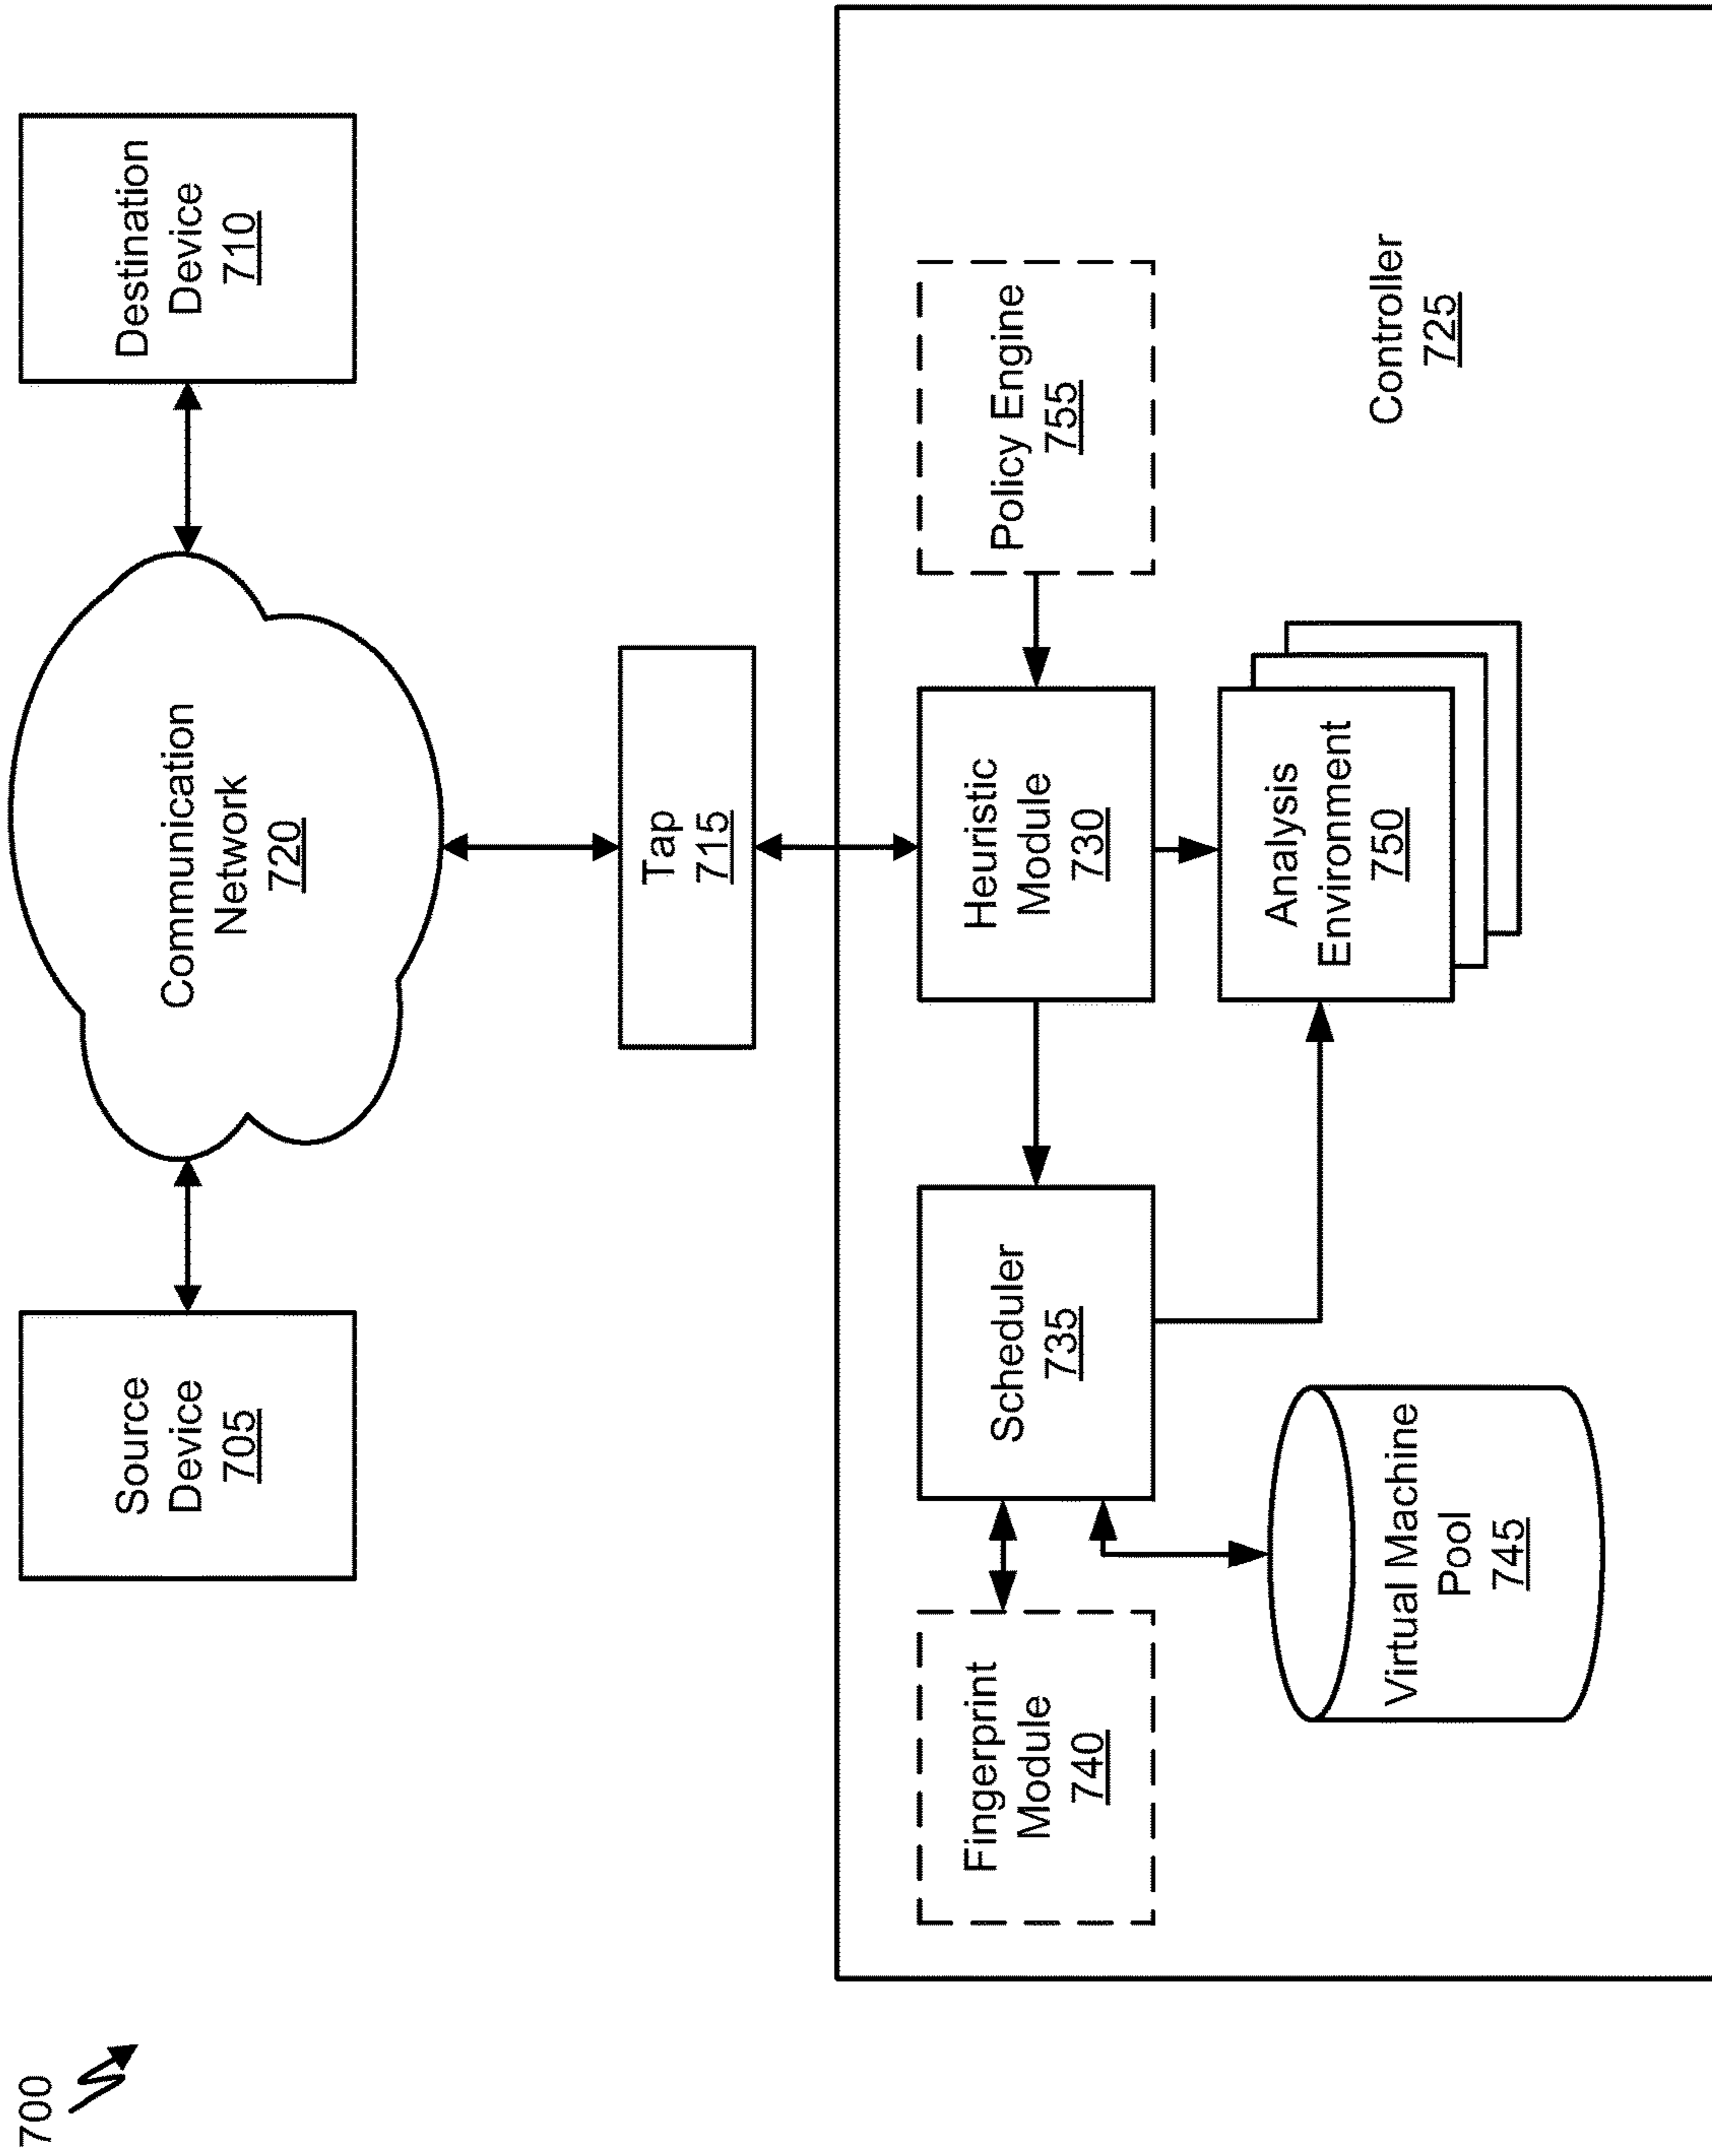 700
Source
Device
705
Communication
Network
720
Destination
Device
710
Tap
715
Fingerprint
Module
740
Scheduler
735
Heuristic
Module
730
Policy Engine
755
Virtual Machine
Pool
745
Analysis
Environment
750
Controller
725